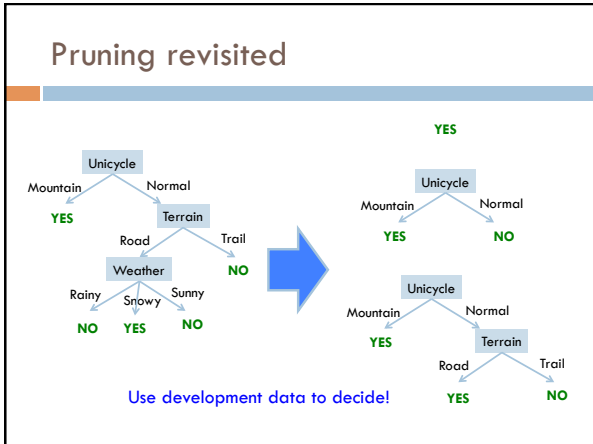 Pruning revisited
Unicycle
Mountain Normal
YES
Terrain
Road Trail
NO
Weather
Rainy Snowy Sunny
NO YES NO
YES
Unicycle
Mountain Normal
YES NO
Unicycle
Mountain Normal
YES
Terrain
Road Trail
YES NO
Use development data to decide!